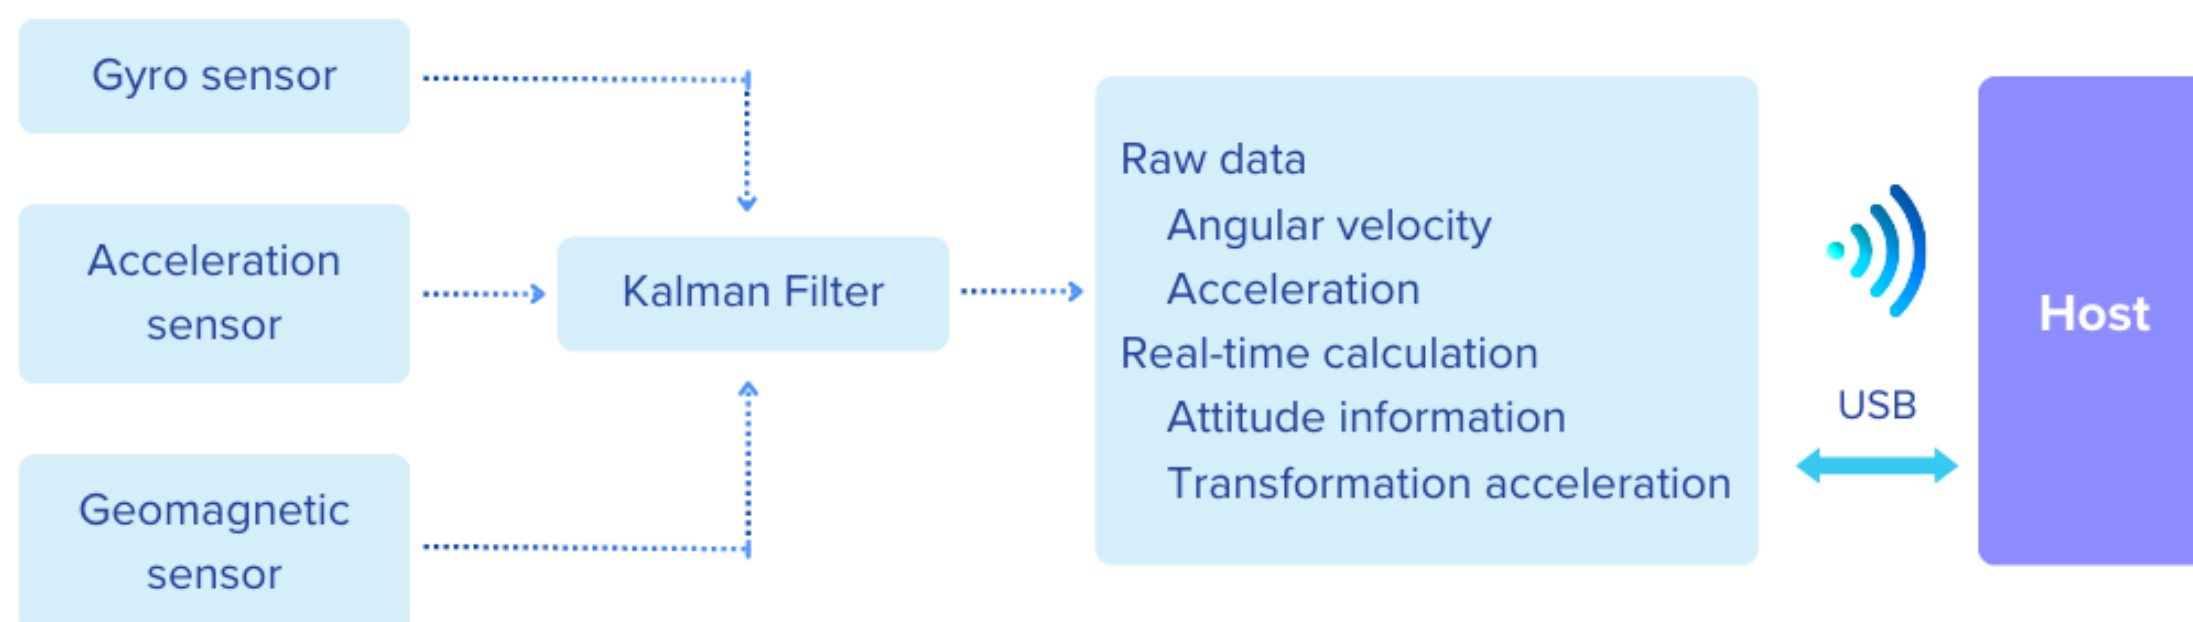 Gyro sensor
Acceleration
sensor
Geomagnetic
sensor
Kalman Filter
Raw data
Angular velocity
Acceleration
Real-time calculation
Attitude information
Transformation acceleration
USB
Host